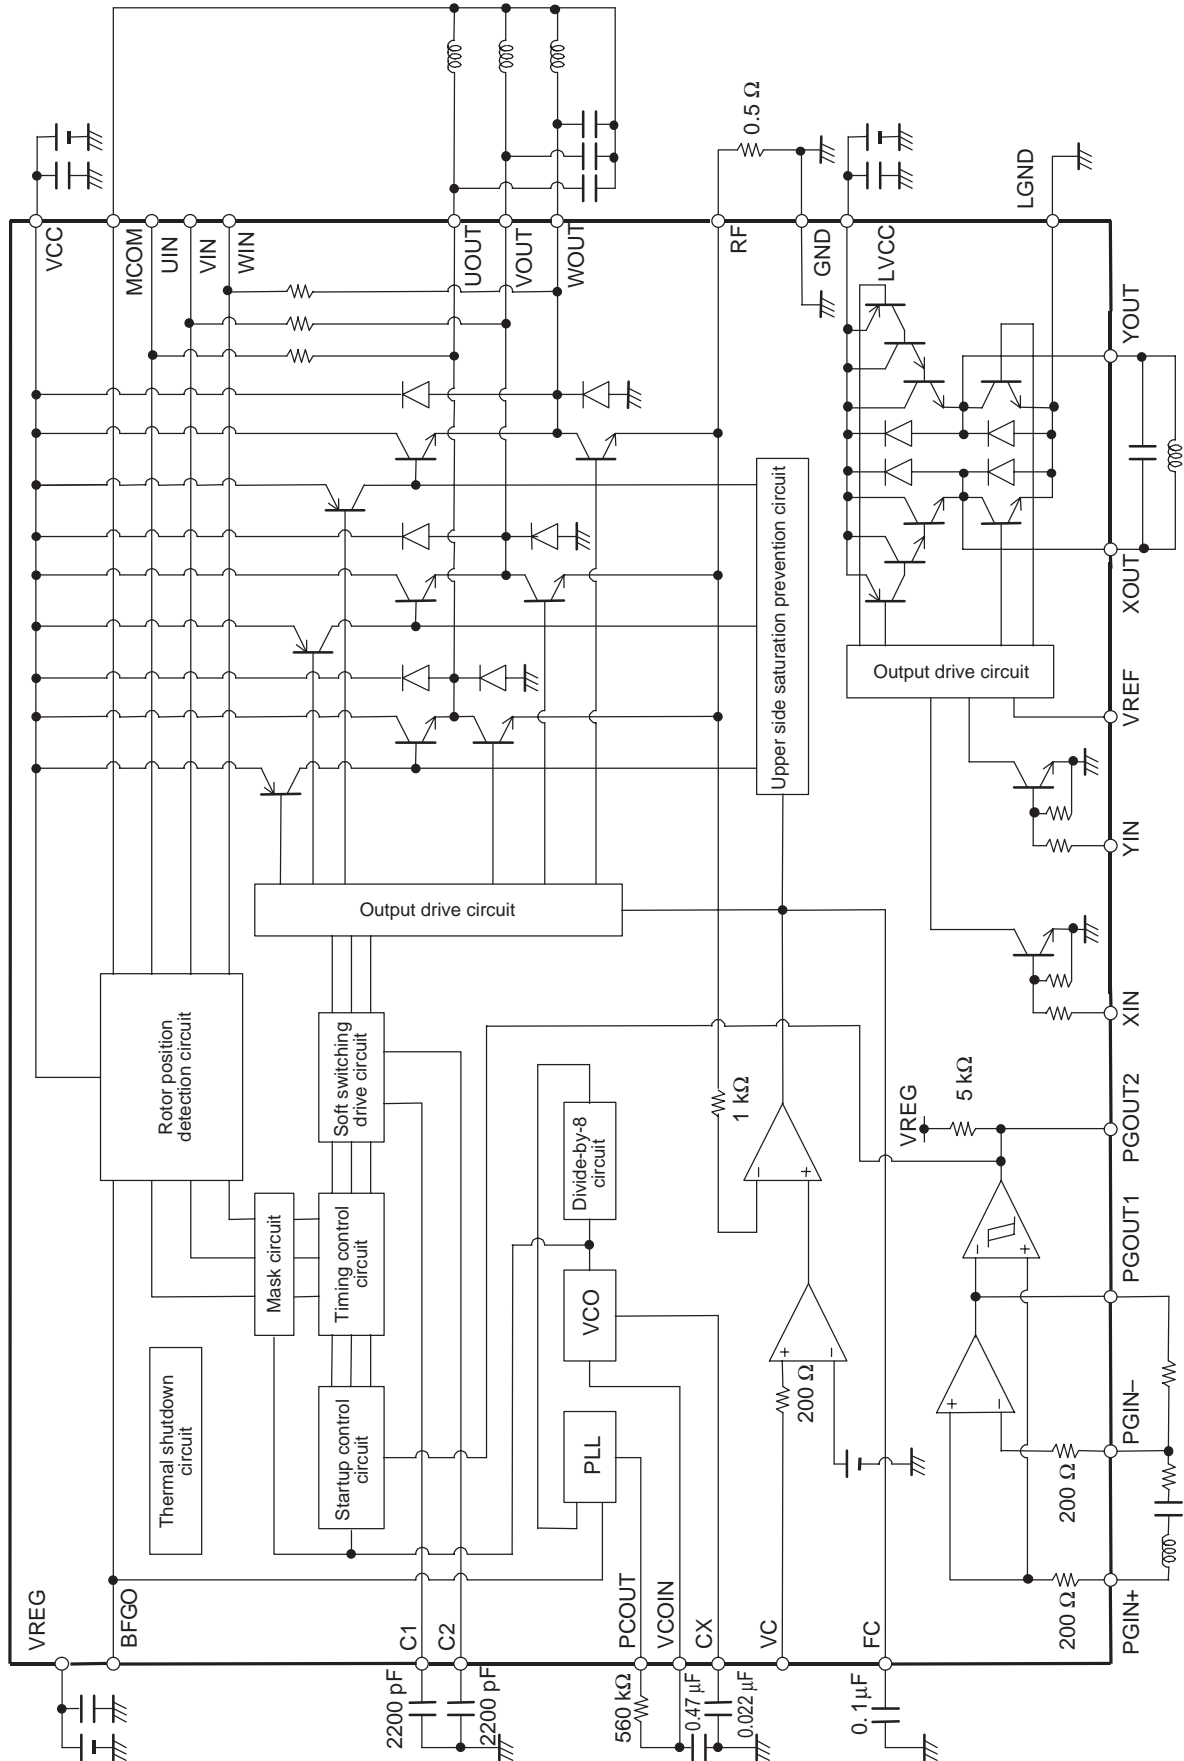 VCC
MCOM
UIN
VIN
WIN
UOUT
VOUT
WOUT
RF
0.5 Ω
GND
LVCC
LGND
Upper side saturation prevention circuit
Output drive circuit
YOUT
XOUT
VREF
YIN
XIN
Output drive circuit
Rotor position
detection circuit
Soft switching
drive circuit
Mask circuit
Timing control
circuit
Thermal shutdown
circuit
Startup control
circuit
Divide-by-8
circuit
VCO
PLL
1 kΩ
–
+
+
–
200 Ω
VREG
5 kΩ
PGOUT2
PGOUT1
–
+
+
–
PGIN–
200 Ω
200 Ω
PGIN+
VREG
BFGO
C1
C2
2200 pF
2200 pF
PCOUT
VCOIN
CX
560 kΩ
0.47 µF
0.022 µF
VC
FC
0.1 µF